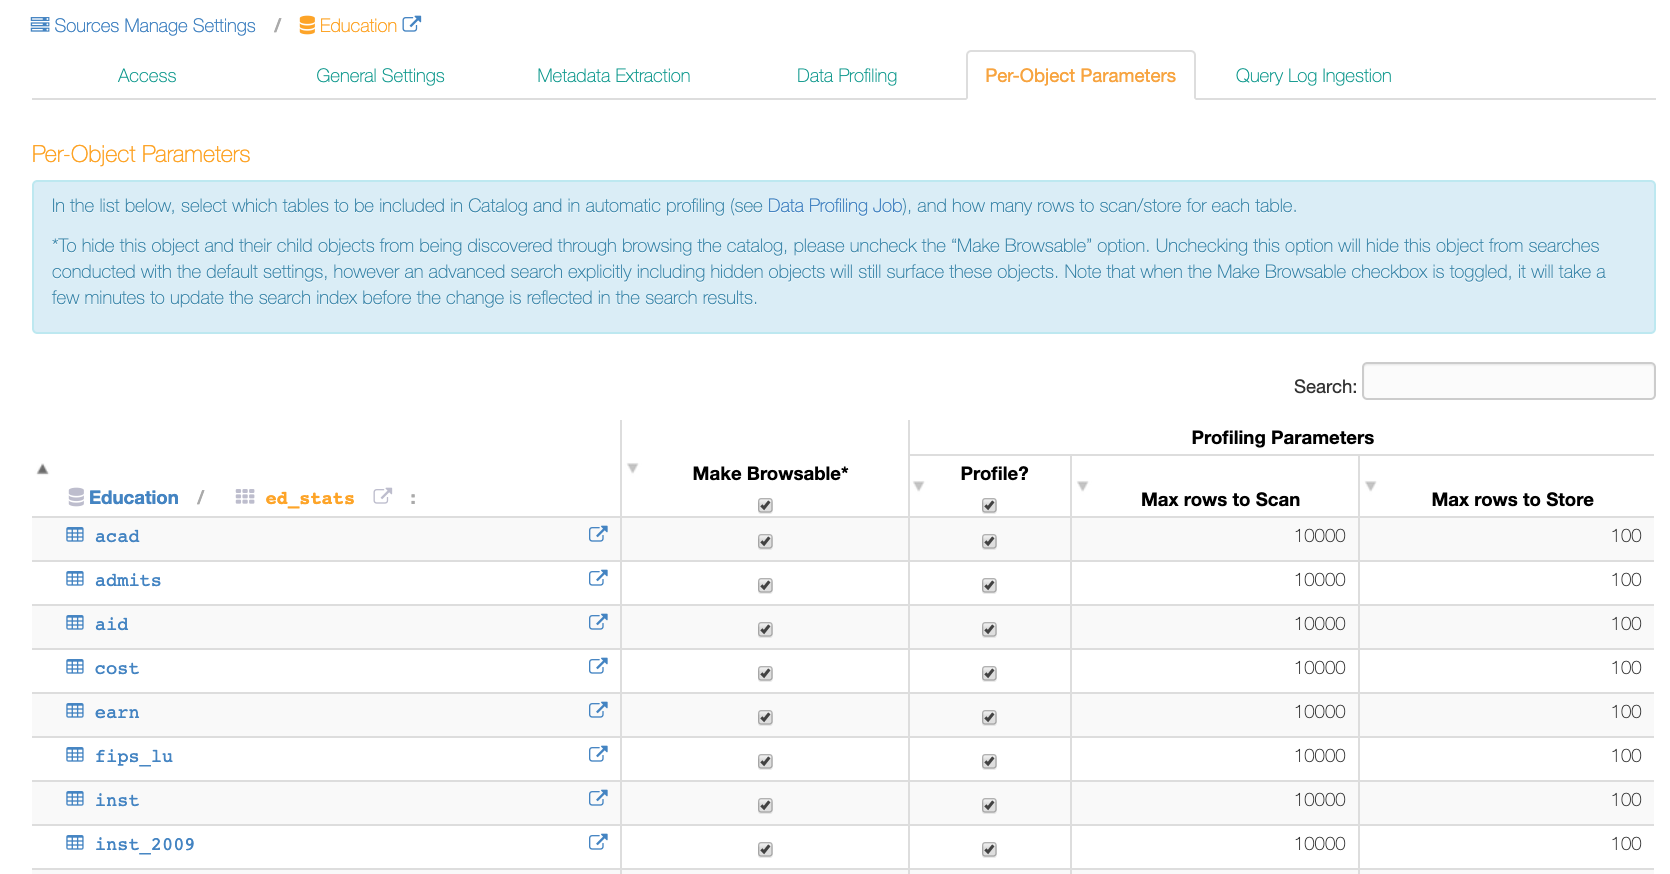 Sources Manage Settings / Education
Access General Settings Metadata Extraction Data Profiling Per-Object Parameters Query Log Ingestion
Per-Object Parameters
In the list below, select which tables to be included in Catalog and in automatic profiling (see Data Profiling Job), and how many rows to scan/store for each table.
*To hide this object and their child objects from being discovered through browsing the catalog, please uncheck the “Make Browsable” option. Unchecking this option will hide this object from searches
conducted with the default settings, however an advanced search explicitly including hidden objects will still surface these objects. Note that when the Make Browsable checkbox is toggled, it will take a
few minutes to update the search index before the change is reflected in the search results.
Search:
Profiling Parameters
Make Browsable* Profile?
Education / ed_stats : Max rows to Scan Max rows to Store
acad 10000 100
admits 10000 100
aid 10000 100
cost 10000 100
earn 10000 100
fips_lu 10000 100
inst 10000 100
inst_2009 10000 100